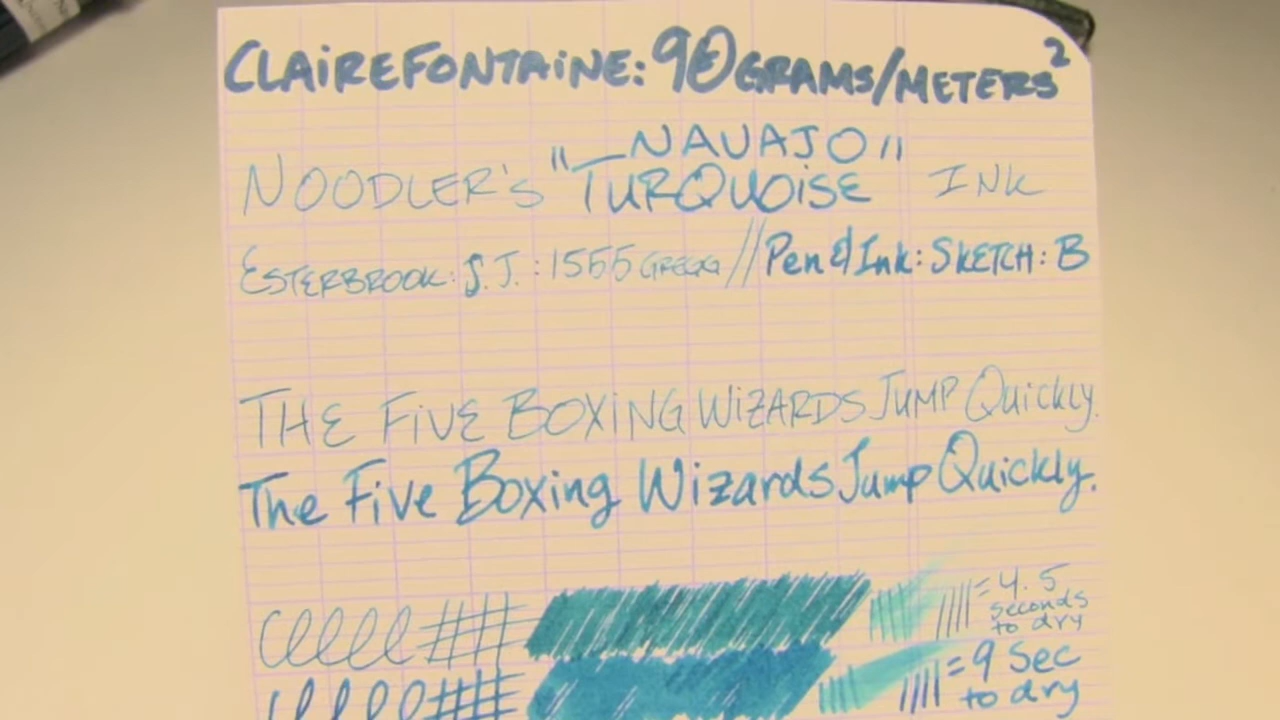 CLAIREFONTAINE: 90 GRAMS/METERS²
NOODLER'S "NAVAJO TURQUOISE" INK
ESTERBROOK: S.J.: 1555 GREGG // Pen & Ink: SKETCH: B
THE FIVE BOXING WIZARDS JUMP Quickly.
The Five Boxing Wizards Jump Quickly.
= 4.5 seconds to dry
= 9 Sec to dry